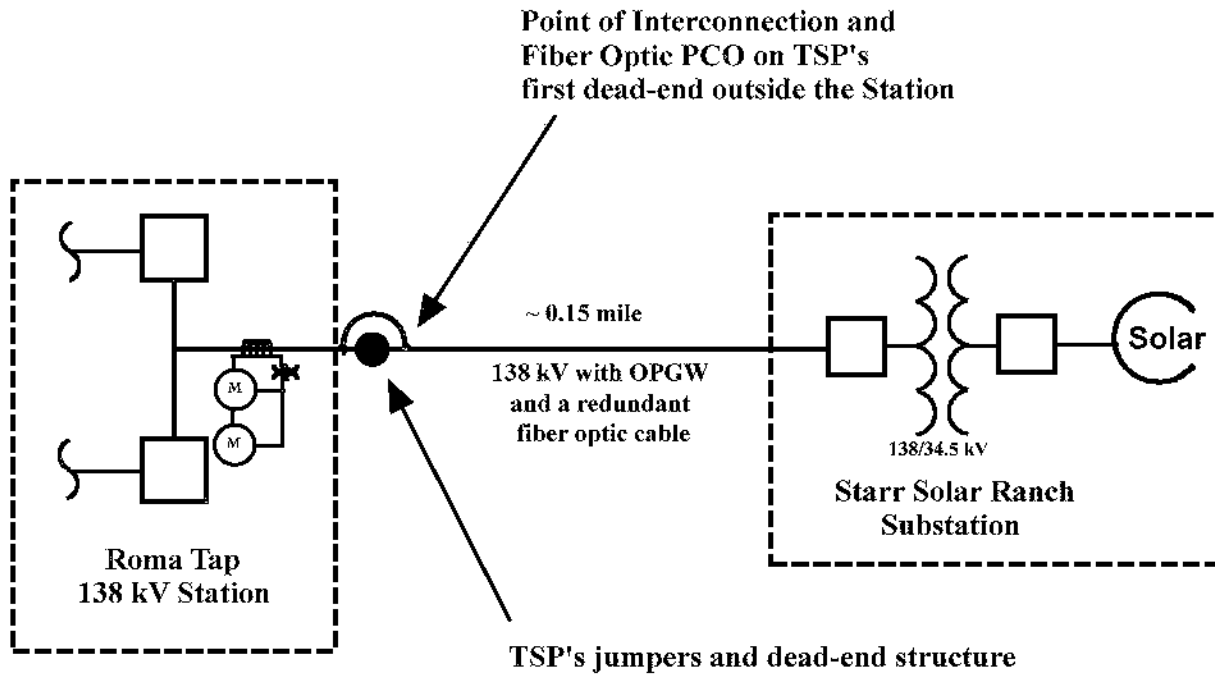 Point of Interconnection and
Fiber Optic PCO on TSP's
first dead-end outside the Station
~ 0.15 mile
138 kV with OPGW
and a redundant
fiber optic cable
M
M
Solar
138/34.5 kV
Starr Solar Ranch
Substation
Roma Tap
138 kV Station
TSP's jumpers and dead-end structure